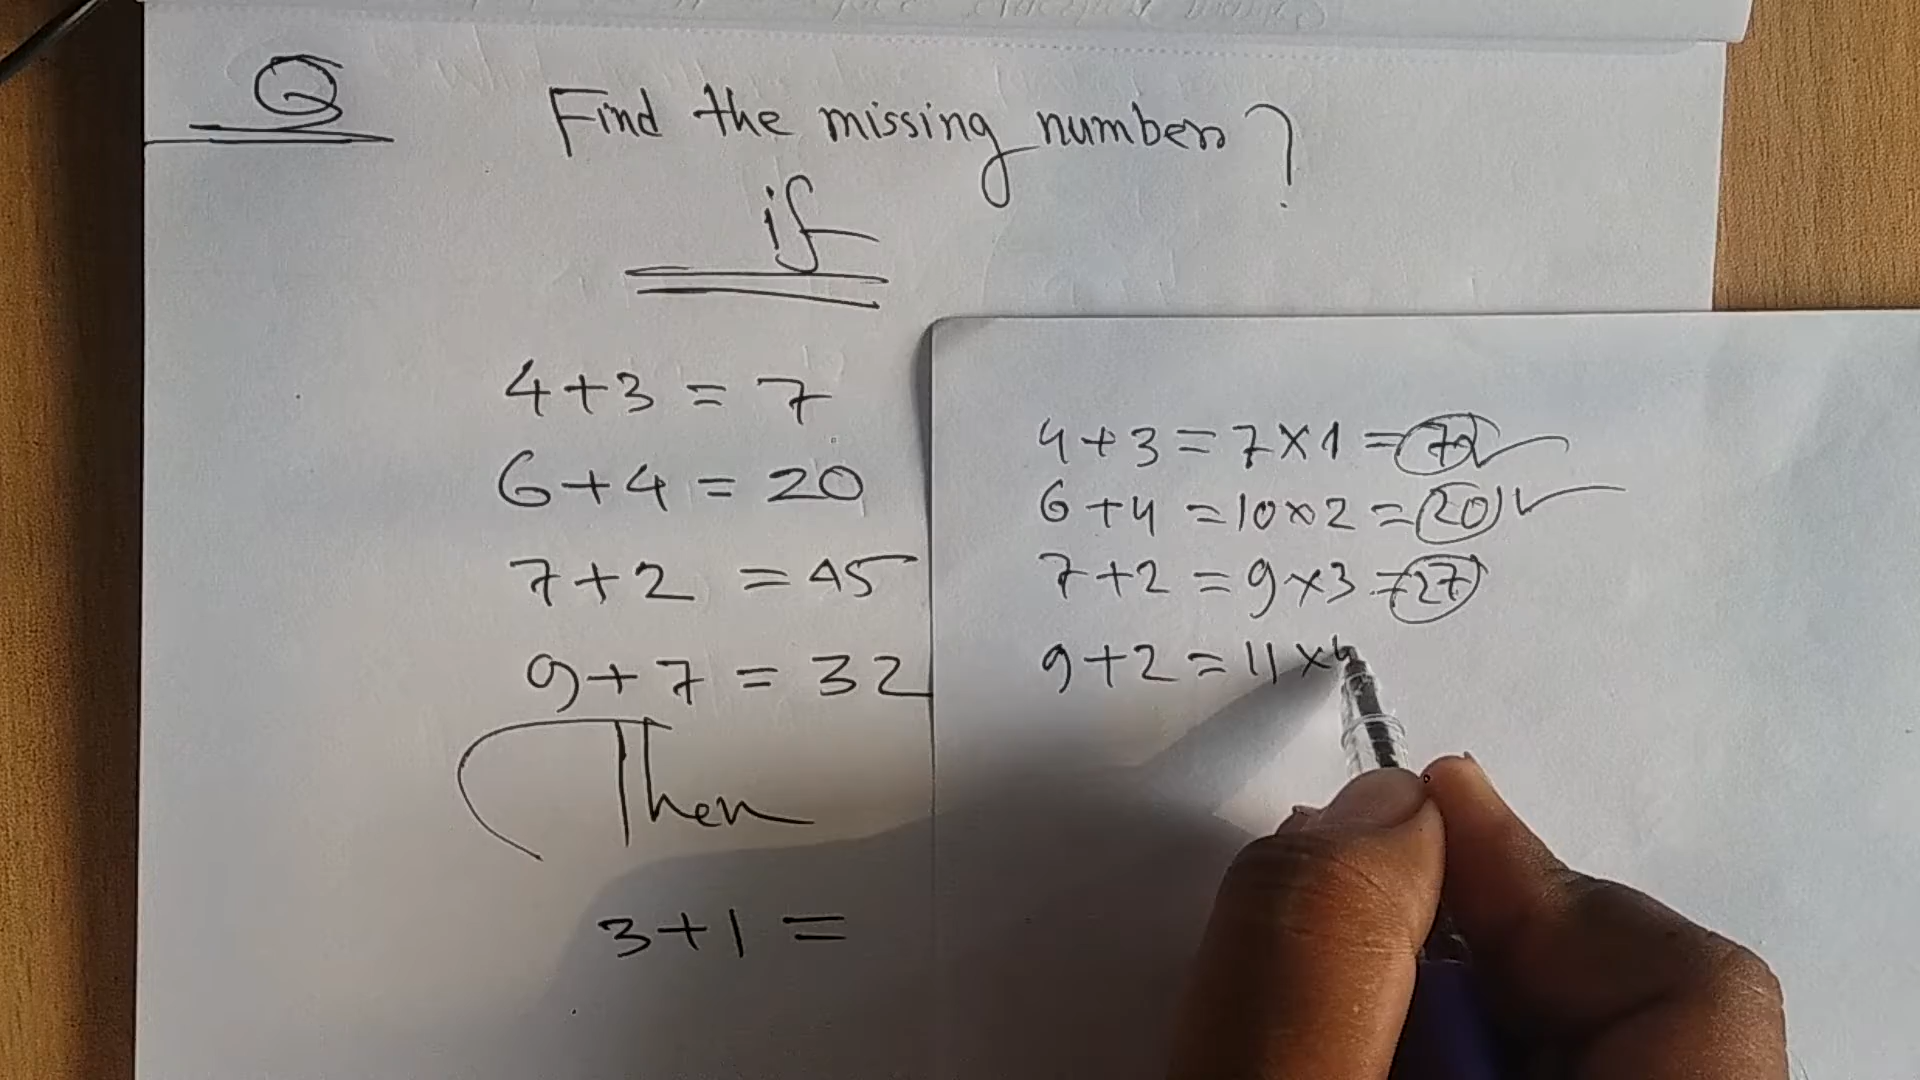 Q
Find the missing number?
if
4+3 = 7
6+4 = 20
7+2 = 45
9+7 = 32
Then
3+1 =
4+3=7×1=7
6+4=10×2=20
7+2=9×3=27
9+2=11×4